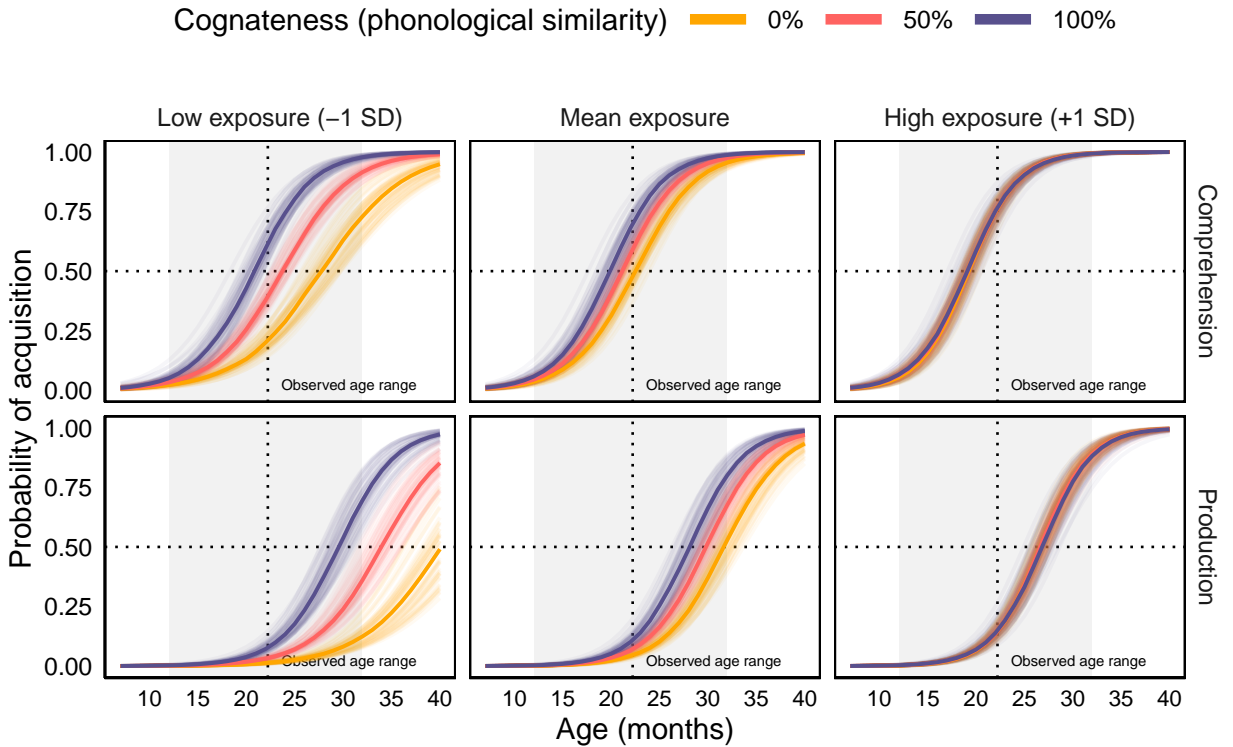 Cognateness (phonological similarity) 0% 50% 100%
Low exposure (−1 SD) Mean exposure High exposure (+1 SD)
Probability of acquisition
1.00
0.75
0.50
0.25
0.00
Observed age range Observed age range Observed age range
Comprehension
1.00
0.75
0.50
0.25
0.00
Observed age range Observed age range Observed age range
Production
10 15 20 25 30 35 40 10 15 20 25 30 35 40 10 15 20 25 30 35 40
Age (months)